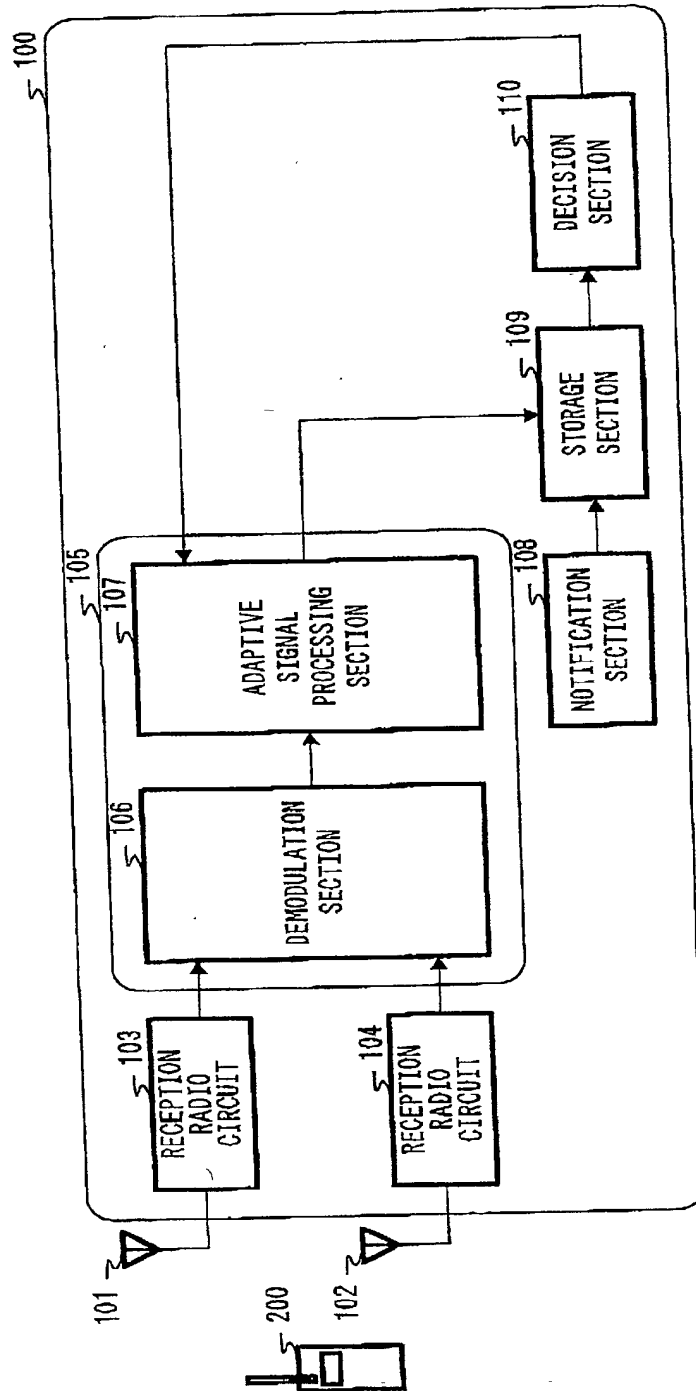 100
105
107
ADAPTIVE
SIGNAL
PROCESSING
SECTION
106
DEMODULATION
SECTION
103
RECEPTION
RADIO
CIRCUIT
104
RECEPTION
RADIO
CIRCUIT
108
NOTIFICATION
SECTION
109
STORAGE
SECTION
110
DECISION
SECTION
101
102
200